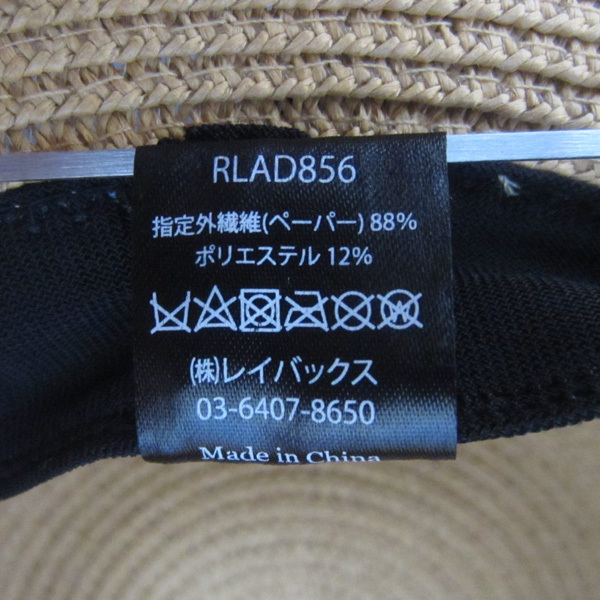 RLAD856
指定外繊維(ペーパー) 88%
ポリエステル 12%
㈱レイバックス
03-6407-8650
Made in China